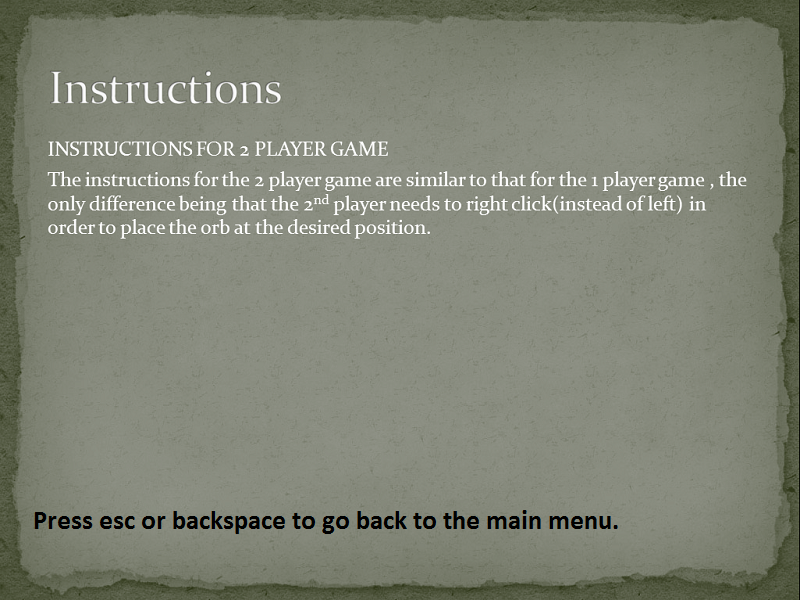 Instructions
INSTRUCTIONS FOR 2 PLAYER GAME
The instructions for the 2 player game are similar to that for the 1 player game , the
only difference being that the 2nd player needs to right click(instead of left) in
order to place the orb at the desired position.
Press esc or backspace to go back to the main menu.